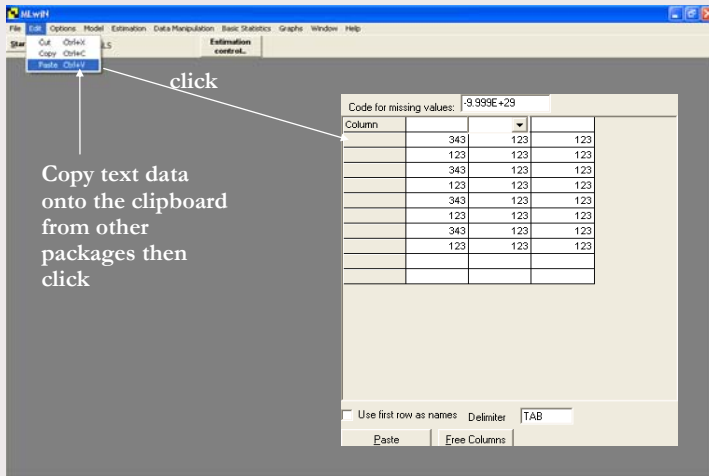 MLwiN
File Edit Options Model Estimation Data Manipulation Basic Statistics Graphs Window Help
Star LS Estimation control..
Cut Ctrl+X
Copy Ctrl+C
Paste Ctrl+V
click
Code for missing values: -9.999E+29
Column
343 123 123
123 123 123
343 123 123
123 123 123
343 123 123
123 123 123
343 123 123
123 123 123
Copy text data
onto the clipboard
from other
packages then
click
Use first row as names Delimiter TAB
Paste Free Columns